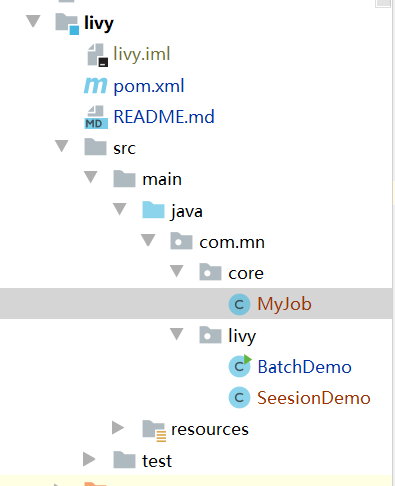 livy
livy.iml
pom.xml
MD
README.md
src
main
java
com.mn
core
C MyJob
livy
C BatchDemo
C SeesionDemo
resources
test